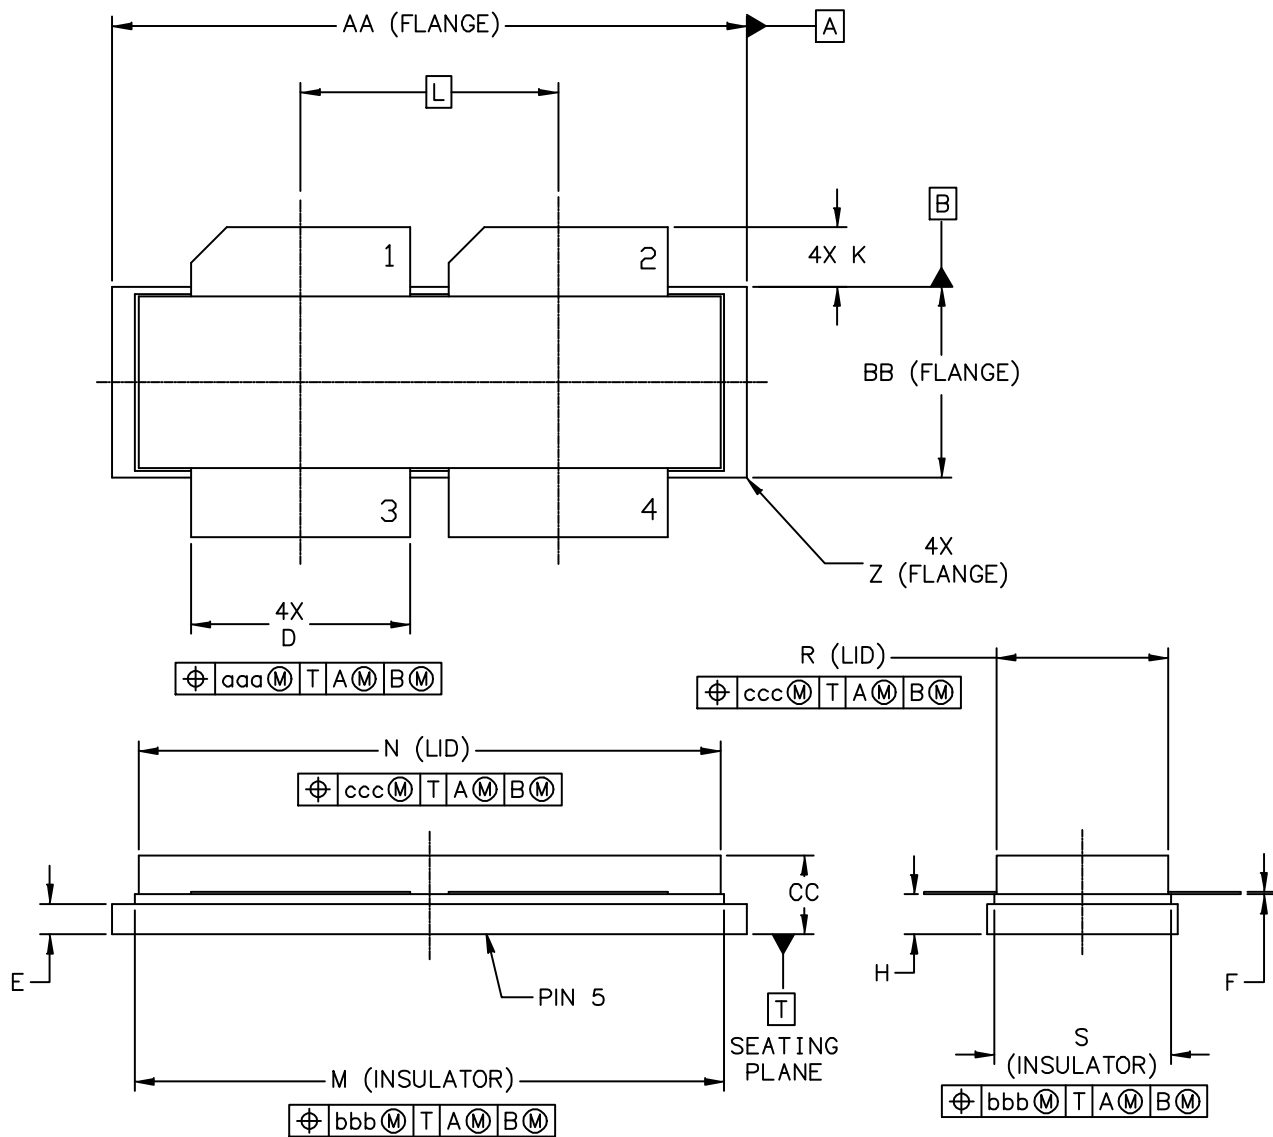 AA (FLANGE)
A
L
B
1
2
4X K
BB (FLANGE)
3
4
4X
Z (FLANGE)
4X
D
⌖ aaa Ⓜ T A Ⓜ B Ⓜ
R (LID)
⌖ ccc Ⓜ T A Ⓜ B Ⓜ
N (LID)
⌖ ccc Ⓜ T A Ⓜ B Ⓜ
CC
E
H
F
PIN 5
T
SEATING
PLANE
S
(INSULATOR)
⌖ bbb Ⓜ T A Ⓜ B Ⓜ
M (INSULATOR)
⌖ bbb Ⓜ T A Ⓜ B Ⓜ